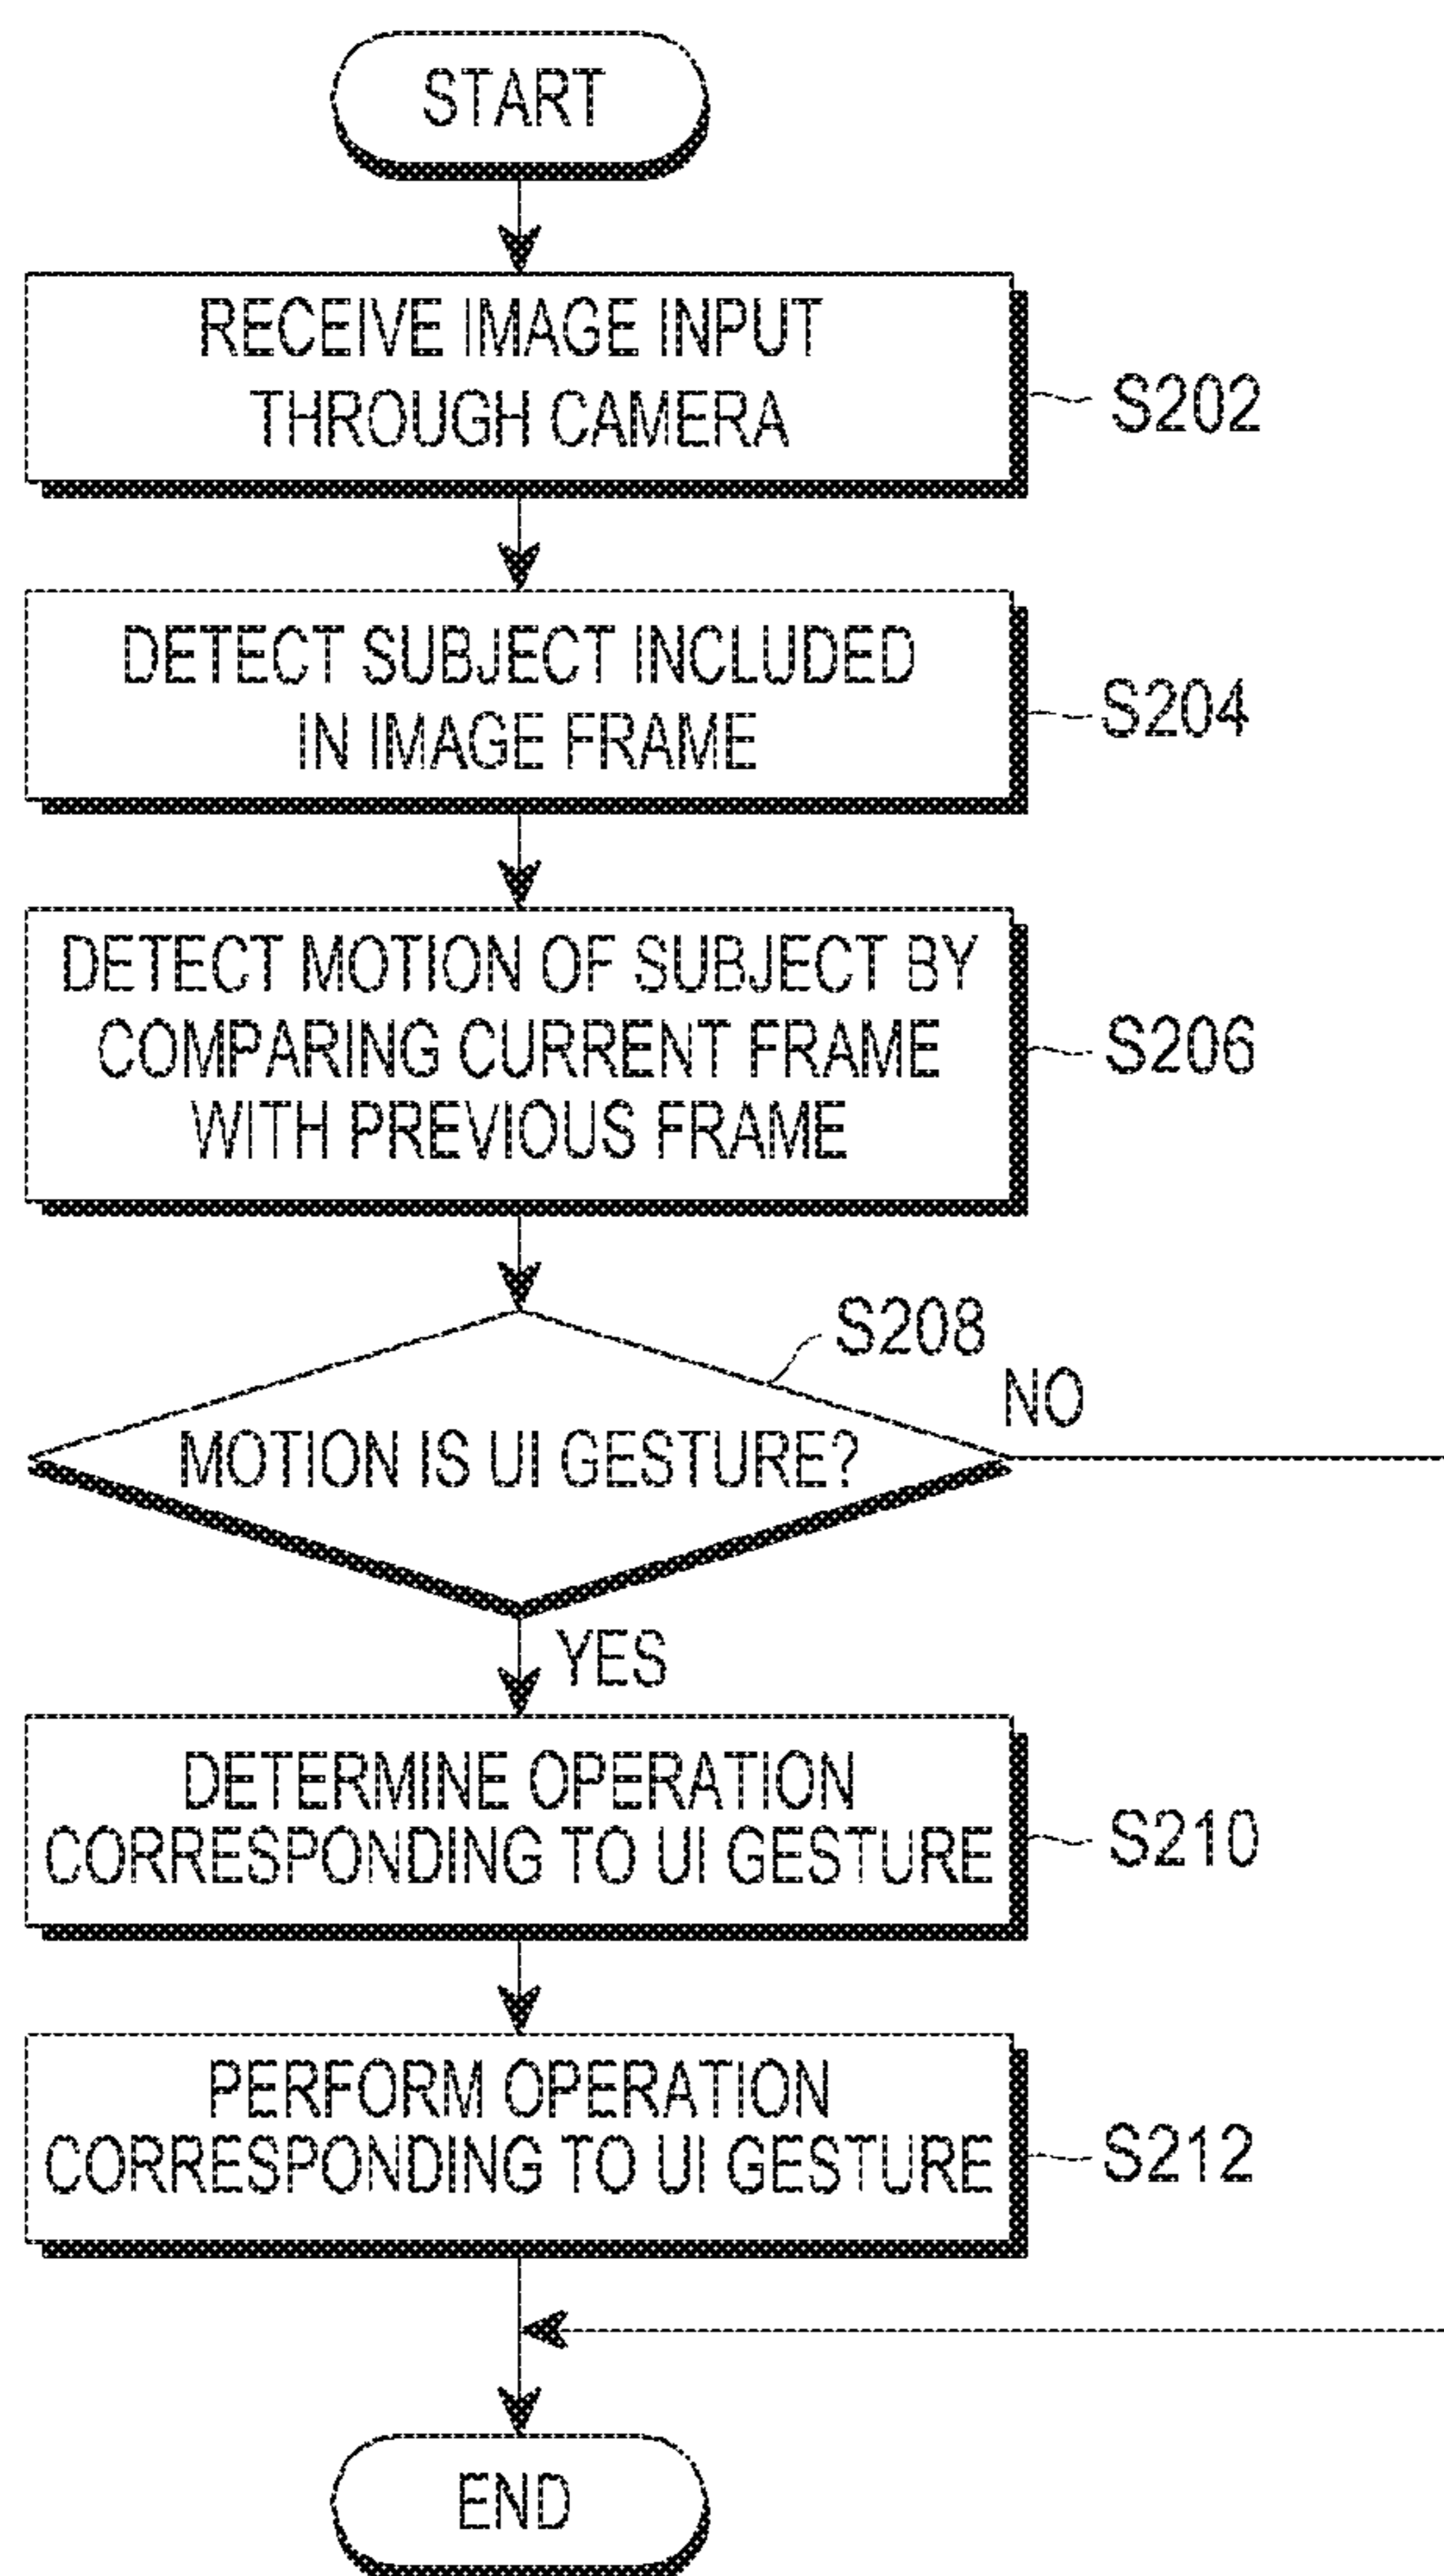 START
RECEIVE IMAGE INPUT
THROUGH CAMERA
S202
DETECT SUBJECT INCLUDED
IN IMAGE FRAME
S204
DETECT MOTION OF SUBJECT BY
COMPARING CURRENT FRAME
WITH PREVIOUS FRAME
S206
S208
NO
MOTION IS UI GESTURE?
YES
DETERMINE OPERATION
CORRESPONDING TO UI GESTURE
S210
PERFORM OPERATION
CORRESPONDING TO UI GESTURE
S212
END